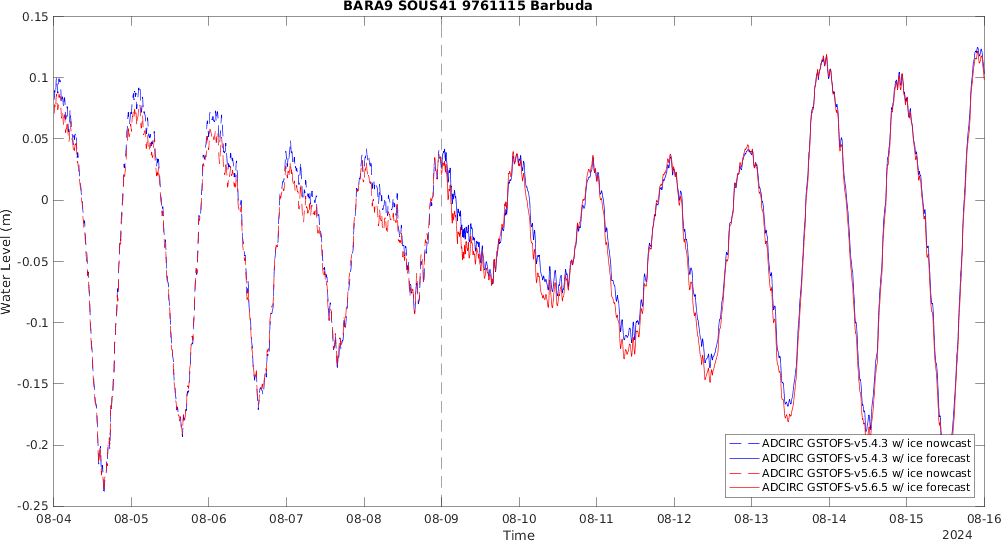 BARA9 SOUS41 9761115 Barbuda
0.15
0.1
0.05
0
-0.05
-0.1
-0.15
-0.2
-0.25
Water Level (m)
ADCIRC GSTOFS-v5.4.3 w/ ice nowcast
ADCIRC GSTOFS-v5.4.3 w/ ice forecast
ADCIRC GSTOFS-v5.6.5 w/ ice nowcast
ADCIRC GSTOFS-v5.6.5 w/ ice forecast
08-04 08-05 08-06 08-07 08-08 08-09 08-10 08-11 08-12 08-13 08-14 08-15 08-16
Time
2024